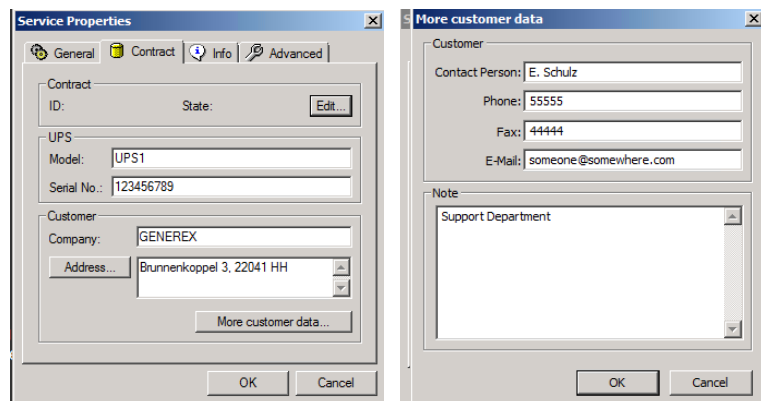 Service Properties
General
Contract
Info
Advanced
Contract
ID:
State:
Edit...
UPS
Model: UPS1
Serial No.: 123456789
Customer
Company: GENEREX
Address... Brunnenkoppel 3, 22041 HH
More customer data...
OK
Cancel
More customer data
Customer
Contact Person: E. Schulz
Phone: 55555
Fax: 44444
E-Mail: someone@somewhere.com
Note
Support Department
OK
Cancel